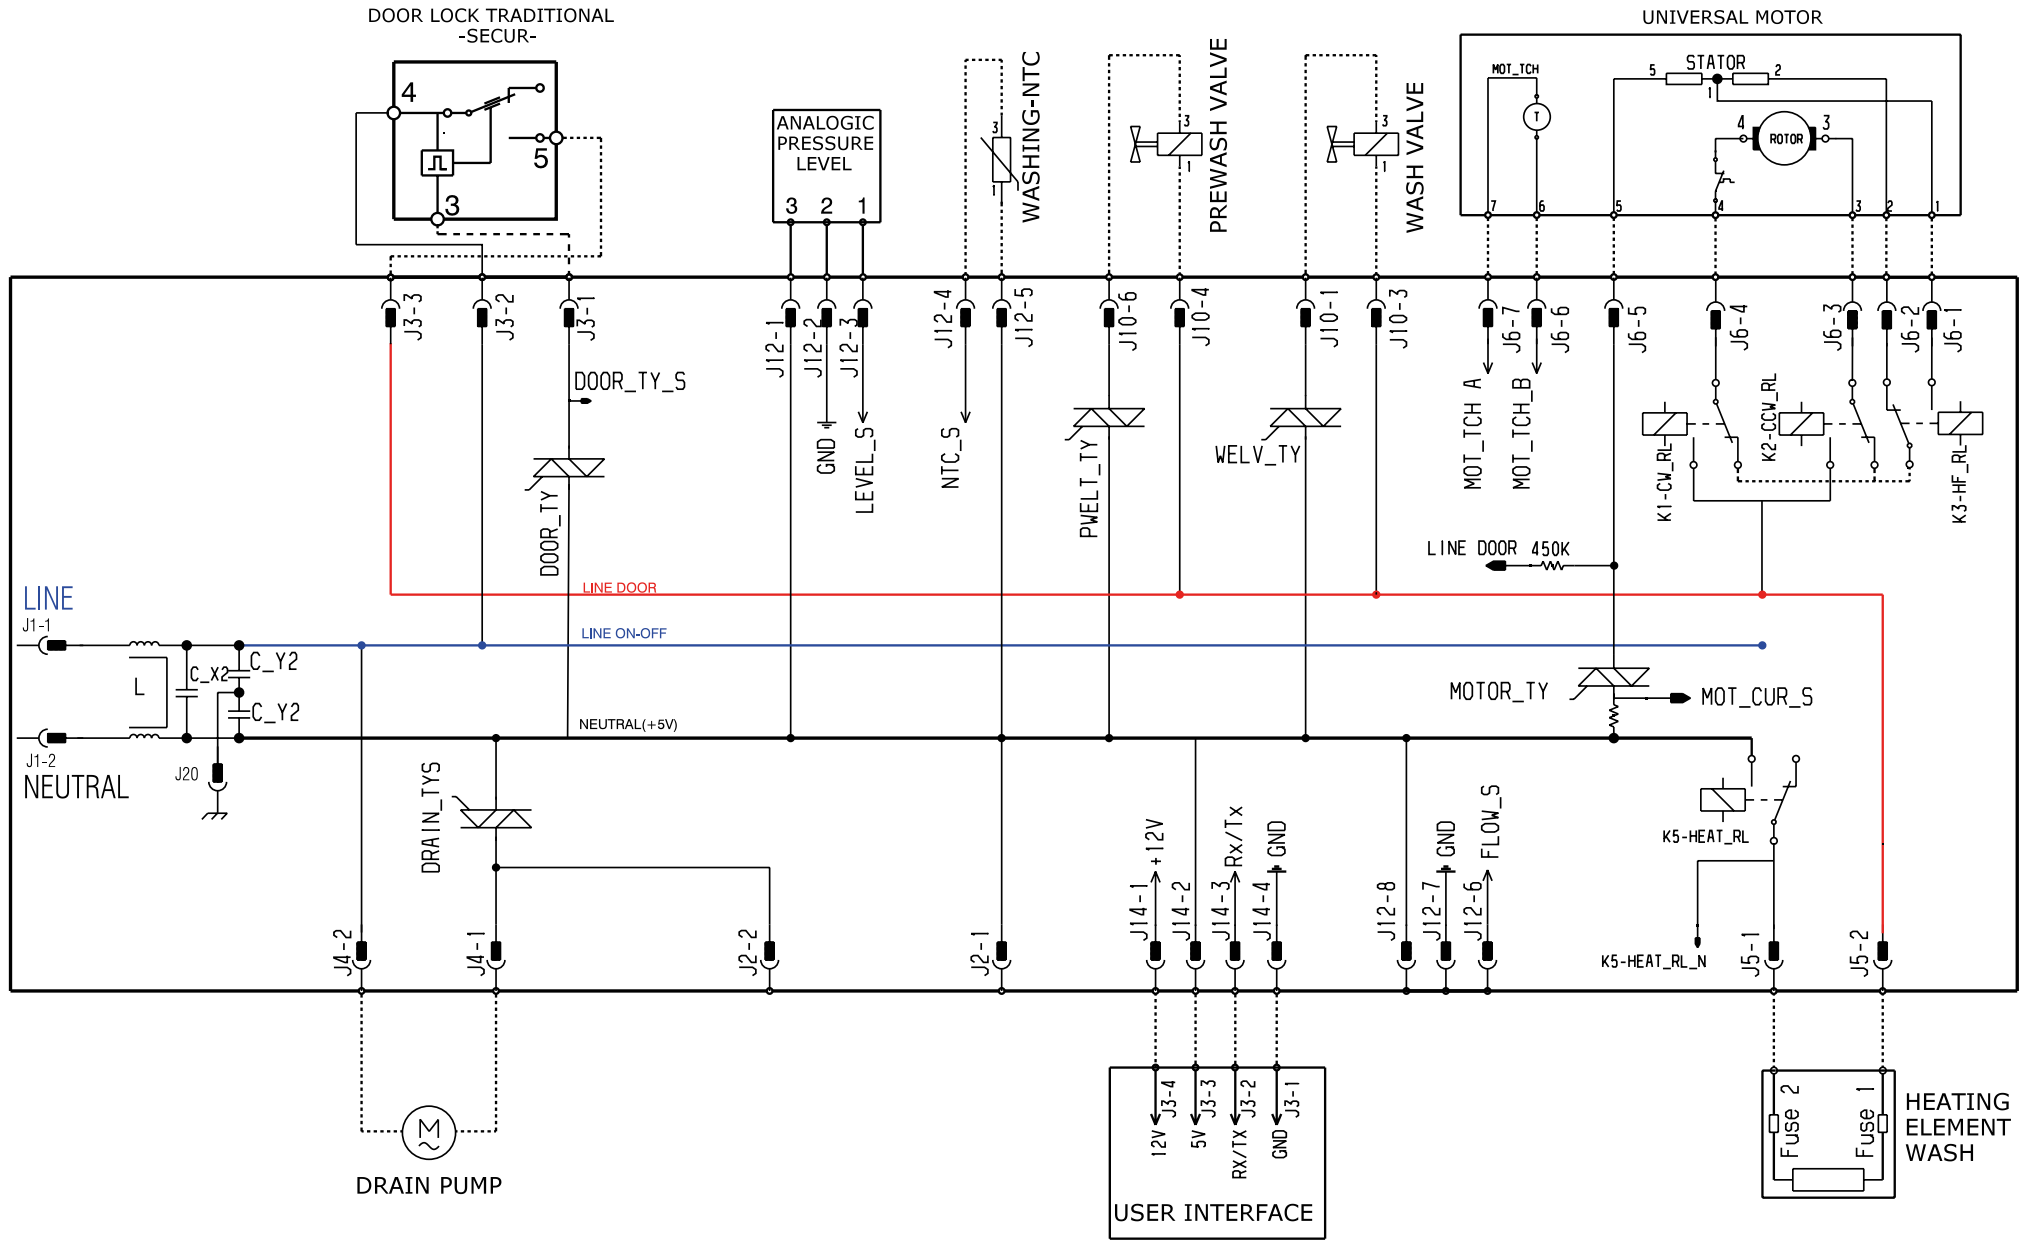 DOOR LOCK TRADITIONAL
-SECUR-
4
5
3
ANALOGIC
PRESSURE
LEVEL
3 2 1
3
1
WASHING-NTC
3
1
PREWASH VALVE
3
1
WASH VALVE
UNIVERSAL MOTOR
MOT_TCH
T
5
STATOR
2
1
4
ROTOR
3
7
6
5
4
3
2
1
J3-3
J3-2
J3-1
J12-1
J12-2
J12-3
J12-4
J12-5
J10-6
J10-4
J10-1
J10-3
J6-7
J6-6
J6-5
J6-4
J6-3
J6-2
J6-1
DOOR_TY_S
DOOR_TY
GND
LEVEL_S
NTC_S
PWELT_TY
WELV_TY
MOT_TCH A
MOT_TCH_B
K1-CW_RL
K2-CCW_RL
K3-HF_RL
LINE DOOR 450K
LINE DOOR
LINE
J1-1
LINE ON-OFF
L
C_X2
C_Y2
C_Y2
MOTOR_TY
MOT_CUR_S
NEUTRAL(+5V)
J1-2
NEUTRAL
J20
DRAIN_TYS
+12V
Rx/Tx
GND
GND
FLOW_S
K5-HEAT_RL
K5-HEAT_RL_N
J4-2
J4-1
J2-2
J2-1
J14-1
J14-2
J14-3
J14-4
J12-8
J12-7
J12-6
J5-1
J5-2
M
DRAIN PUMP
J3-4
J3-3
J3-2
J3-1
12V
5V
RX/TX
GND
USER INTERFACE
Fuse 2
Fuse 1
HEATING
ELEMENT
WASH